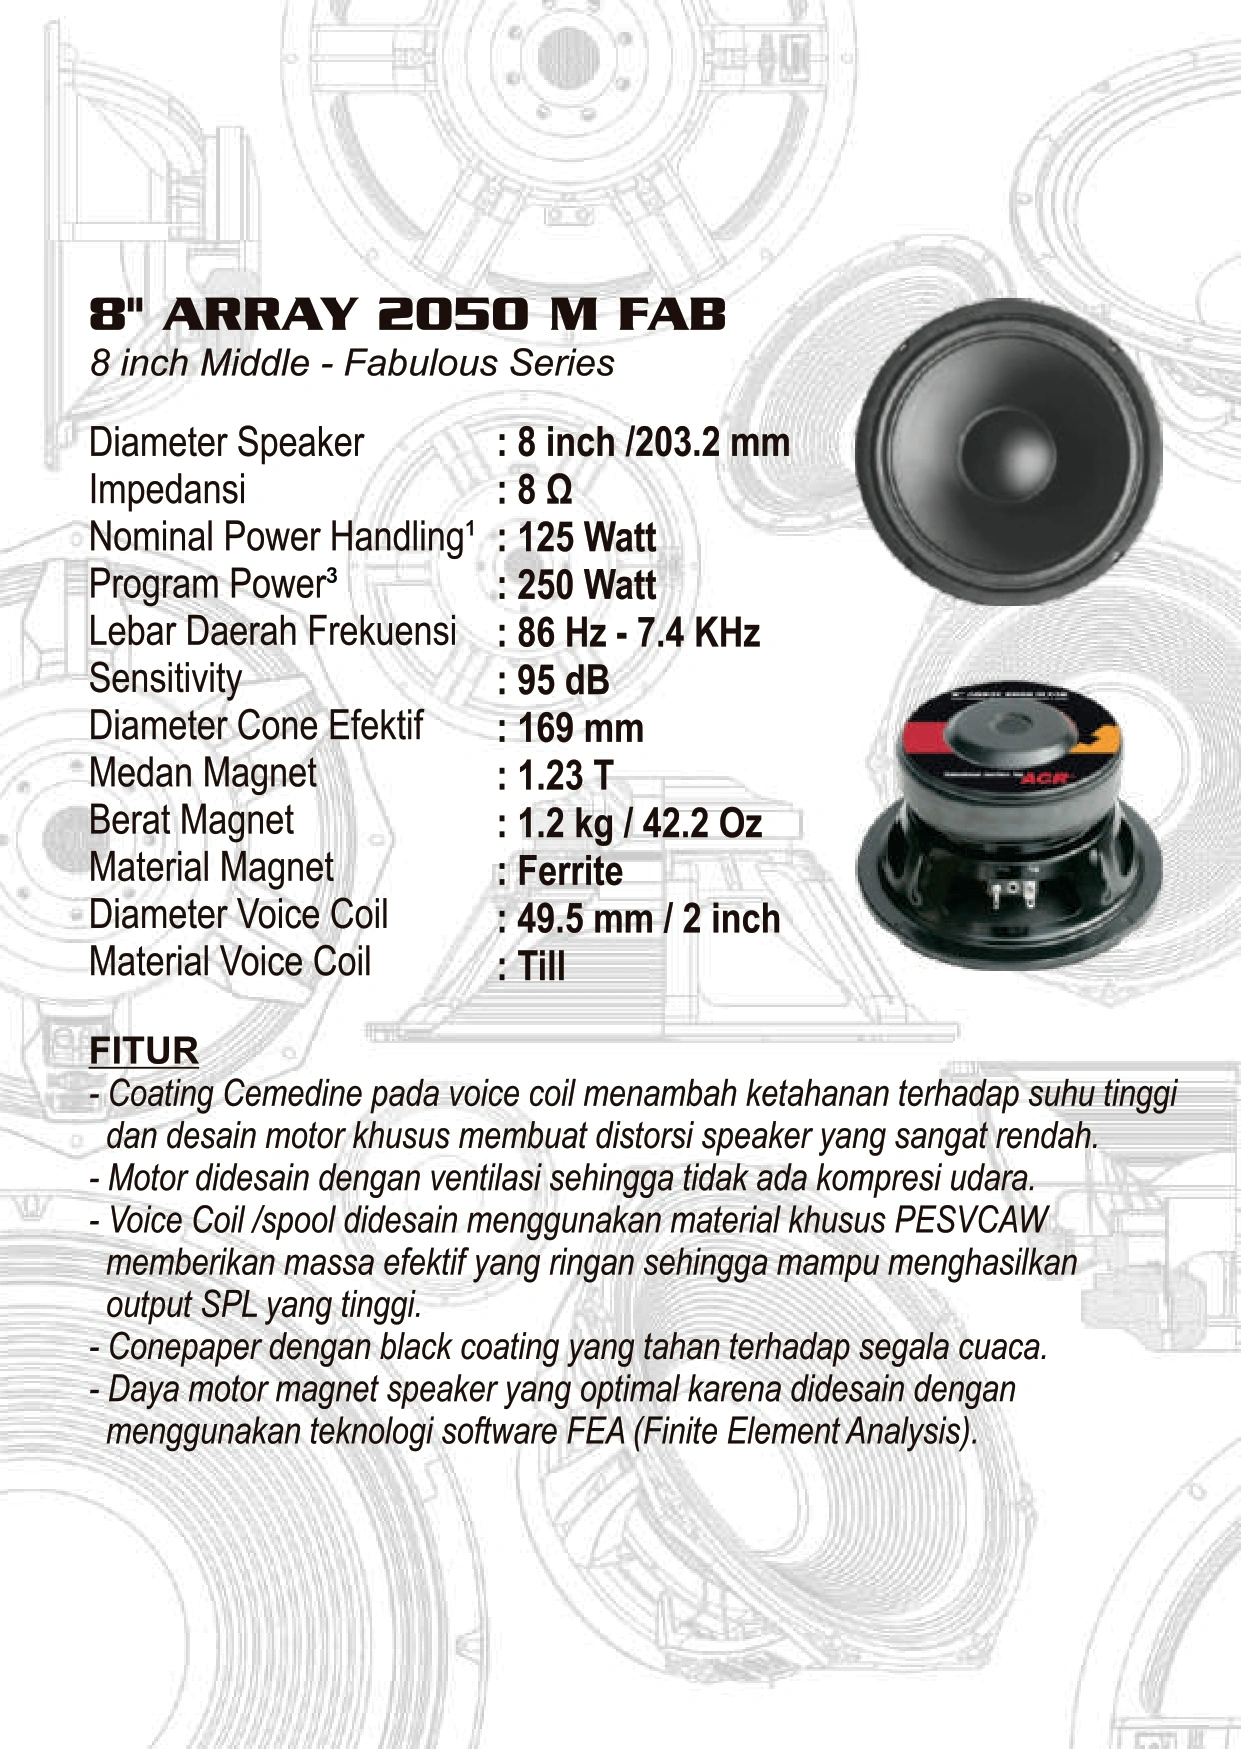 8" ARRAY 2050 M FAB
8 inch Middle - Fabulous Series
Diameter Speaker : 8 inch /203.2 mm
Impedansi : 8 Ω
Nominal Power Handling¹ : 125 Watt
Program Power³ : 250 Watt
Lebar Daerah Frekuensi : 86 Hz - 7.4 KHz
Sensitivity : 95 dB
Diameter Cone Efektif : 169 mm
Medan Magnet : 1.23 T
Berat Magnet : 1.2 kg / 42.2 Oz
Material Magnet : Ferrite
Diameter Voice Coil : 49.5 mm / 2 inch
Material Voice Coil : Till
ACR
FITUR
- Coating Cemedine pada voice coil menambah ketahanan terhadap suhu tinggi
dan desain motor khusus membuat distorsi speaker yang sangat rendah.
- Motor didesain dengan ventilasi sehingga tidak ada kompresi udara.
- Voice Coil /spool didesain menggunakan material khusus PESVCAW
memberikan massa efektif yang ringan sehingga mampu menghasilkan
output SPL yang tinggi.
- Conepaper dengan black coating yang tahan terhadap segala cuaca.
- Daya motor magnet speaker yang optimal karena didesain dengan
menggunakan teknologi software FEA (Finite Element Analysis).